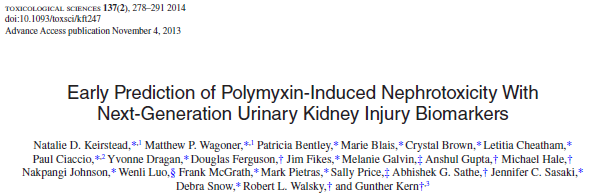 TOXICOLOGICAL SCIENCES 137(2), 278–291 2014
doi:10.1093/toxsci/kft247
Advance Access publication November 4, 2013
Early Prediction of Polymyxin-Induced Nephrotoxicity With
Next-Generation Urinary Kidney Injury Biomarkers
Natalie D. Keirstead,*,1 Matthew P. Wagoner,*,1 Patricia Bentley,* Marie Blais,* Crystal Brown,* Letitia Cheatham,*
Paul Ciaccio,*,2 Yvonne Dragan,* Douglas Ferguson,† Jim Fikes,* Melanie Galvin,‡ Anshul Gupta,† Michael Hale,†
Nakpangi Johnson,* Wenli Luo,§ Frank McGrath,* Mark Pietras,* Sally Price,‡ Abhishek G. Sathe,† Jennifer C. Sasaki,*
Debra Snow,* Robert L. Walsky,† and Gunther Kern†,3